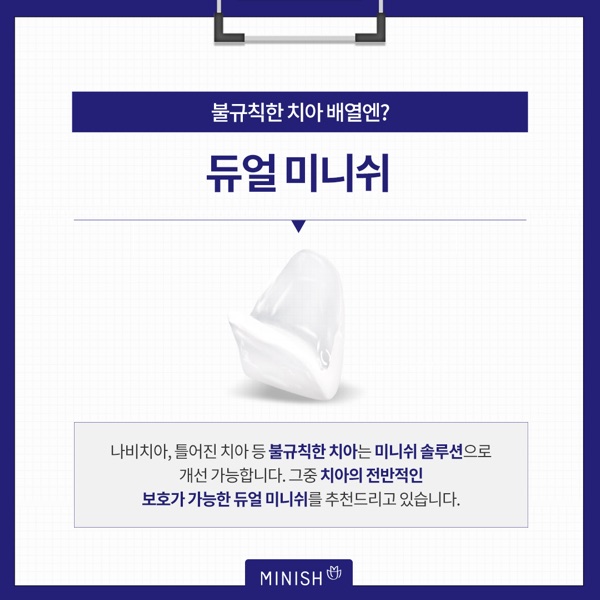 불규칙한 치아 배열엔?
듀얼 미니쉬
나비치아, 틀어진 치아 등 불규칙한 치아는 미니쉬 솔루션으로
개선 가능합니다. 그중 치아의 전반적인
보호가 가능한 듀얼 미니쉬를 추천드리고 있습니다.
MINISH